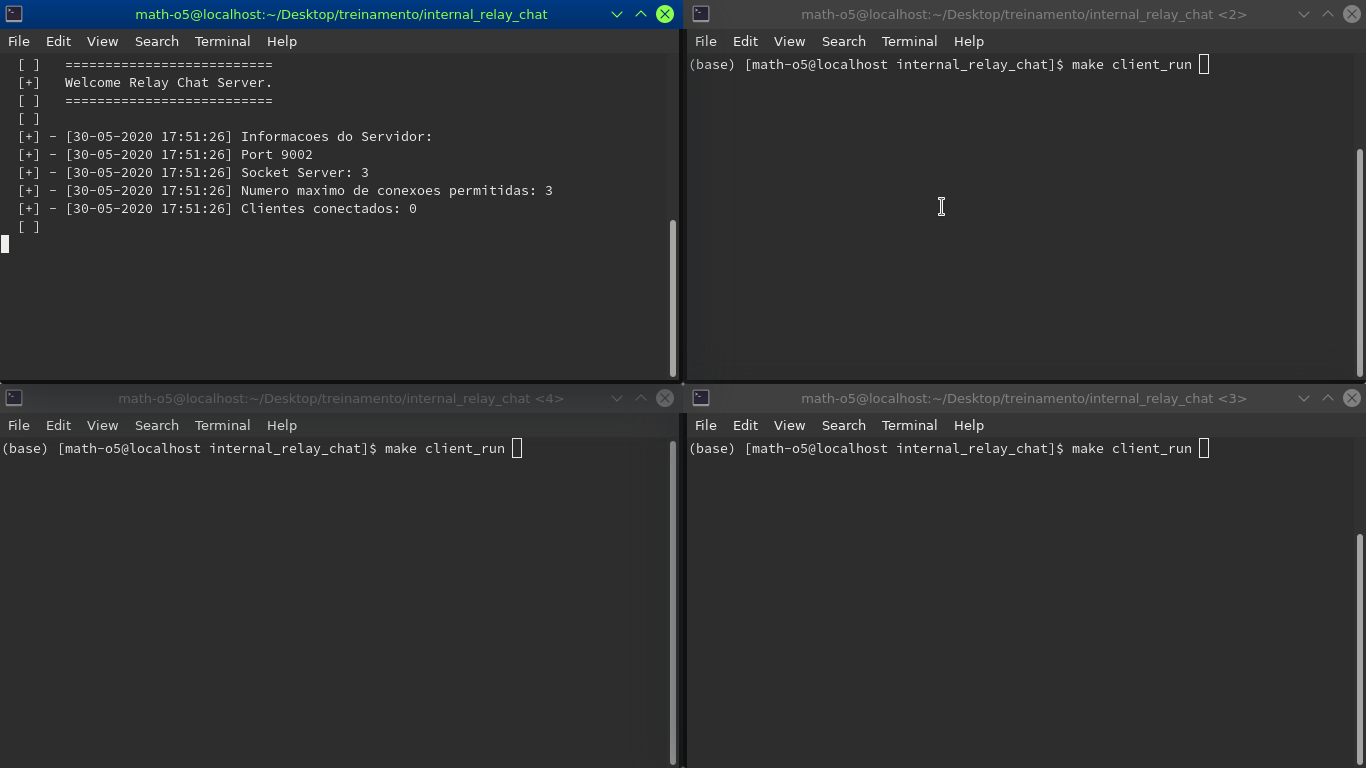 math-o5@localhost:~/Desktop/treinamento/internal_relay_chat
File Edit View Search Terminal Help
[ ] ==========================
[+] Welcome Relay Chat Server.
[ ] ==========================
[ ]
[+] - [30-05-2020 17:51:26] Informacoes do Servidor:
[+] - [30-05-2020 17:51:26] Port 9002
[+] - [30-05-2020 17:51:26] Socket Server: 3
[+] - [30-05-2020 17:51:26] Numero maximo de conexoes permitidas: 3
[+] - [30-05-2020 17:51:26] Clientes conectados: 0
[ ]
math-o5@localhost:~/Desktop/treinamento/internal_relay_chat <2>
File Edit View Search Terminal Help
(base) [math-o5@localhost internal_relay_chat]$ make client_run
math-o5@localhost:~/Desktop/treinamento/internal_relay_chat <4>
File Edit View Search Terminal Help
(base) [math-o5@localhost internal_relay_chat]$ make client_run
math-o5@localhost:~/Desktop/treinamento/internal_relay_chat <3>
File Edit View Search Terminal Help
(base) [math-o5@localhost internal_relay_chat]$ make client_run